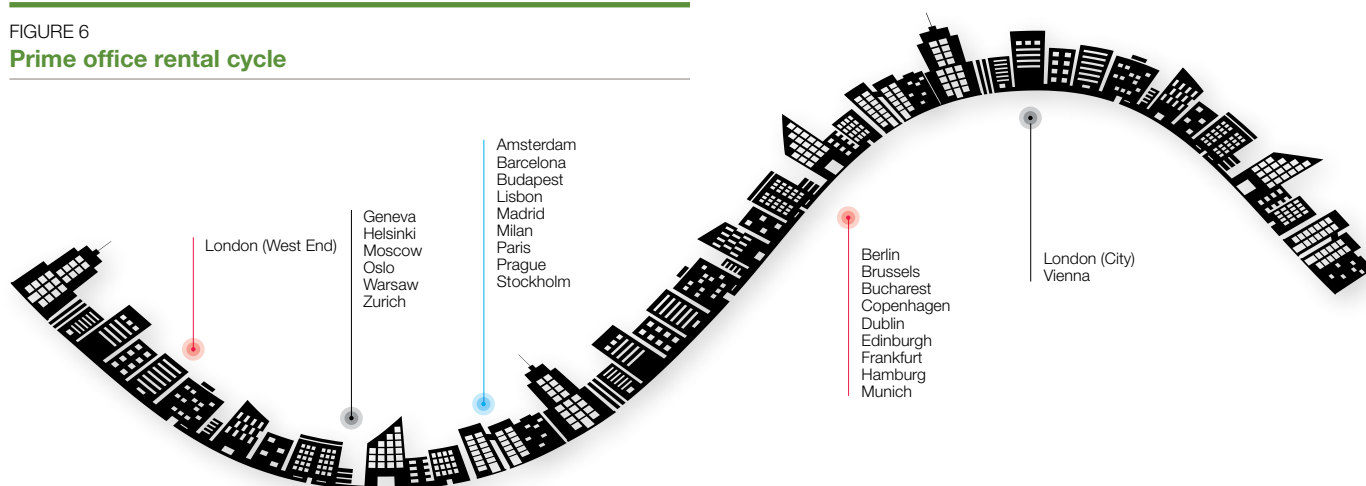 FIGURE 6
Prime office rental cycle
London (West End)
Geneva
Helsinki
Moscow
Oslo
Warsaw
Zurich
Amsterdam
Barcelona
Budapest
Lisbon
Madrid
Milan
Paris
Prague
Stockholm
Berlin
Brussels
Bucharest
Copenhagen
Dublin
Edinburgh
Frankfurt
Hamburg
Munich
London (City)
Vienna